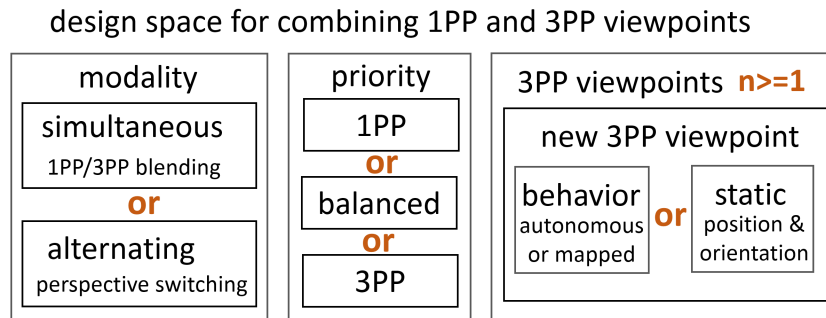 design space for combining 1PP and 3PP viewpoints
modality
simultaneous
1PP/3PP blending
or
alternating
perspective switching
priority
1PP
or
balanced
or
3PP
3PP viewpoints n>=1
new 3PP viewpoint
behavior
autonomous
or mapped
or
static
position &
orientation